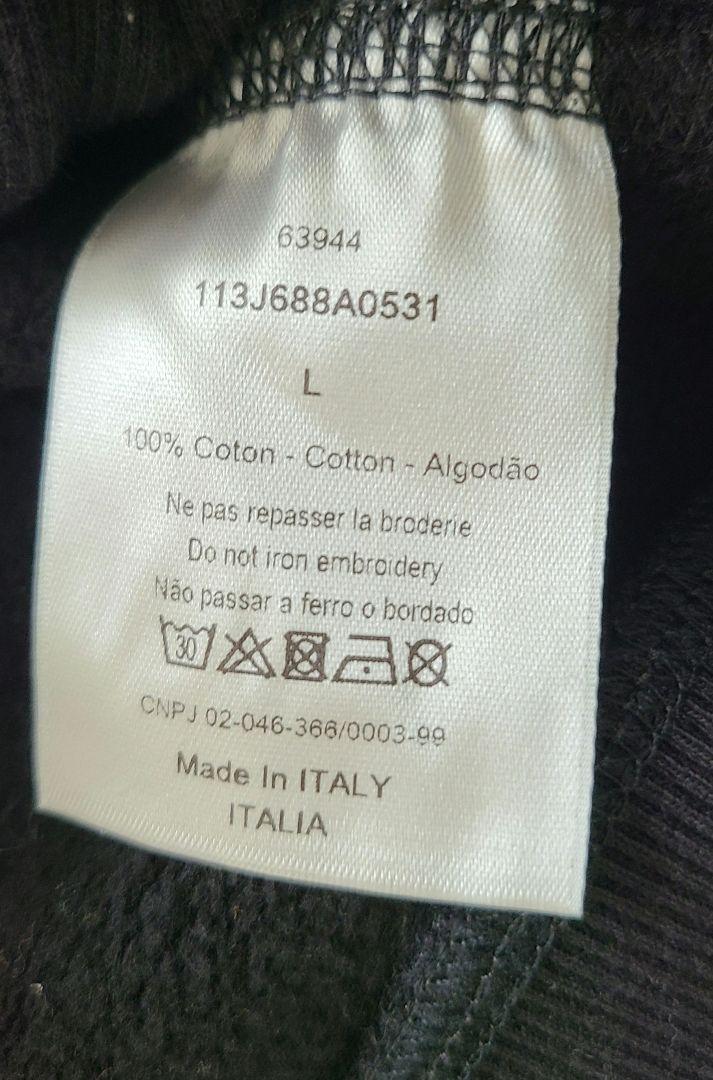 63944
113J688A0531
L
100% Coton - Cotton - Algodão
Ne pas repasser la broderie
Do not iron embroidery
Não passar a ferro o bordado
30
CNPJ 02-046-366/0003-99
Made In ITALY
ITALIA